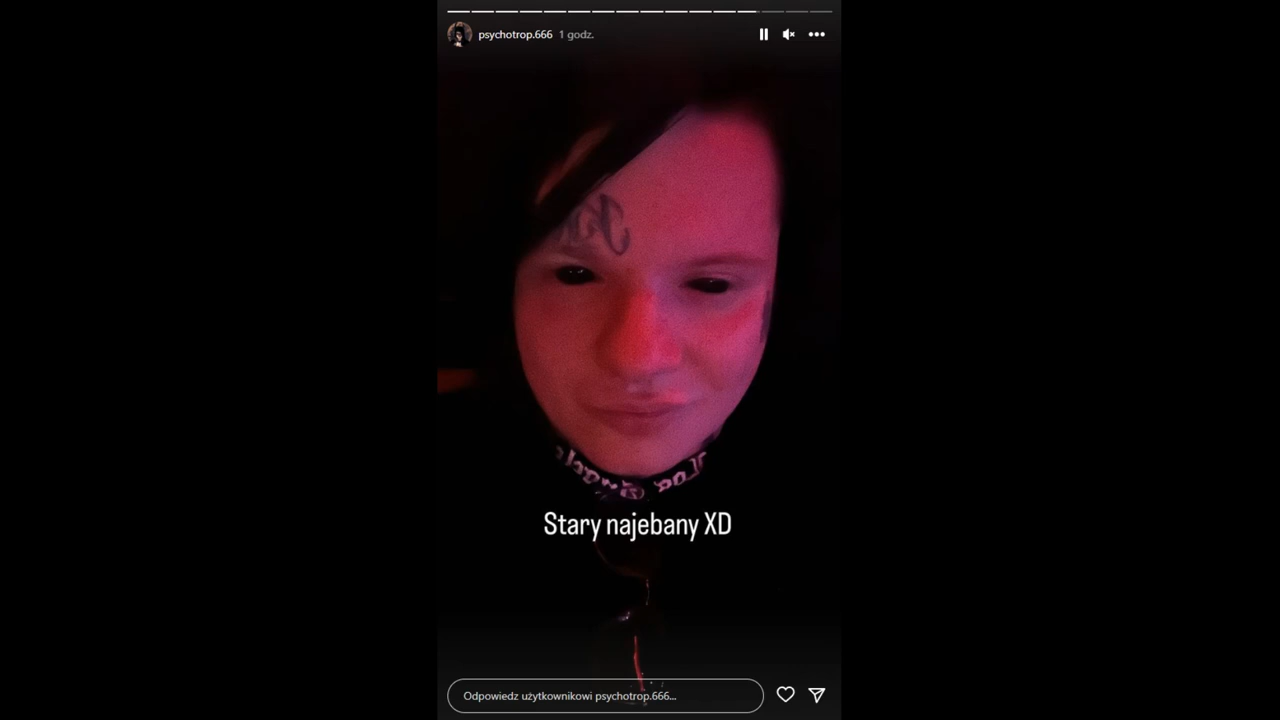 psychotrop.666 1 godz.
Stary najebany XD
Odpowiedz użytkownikowi psychotrop.666...